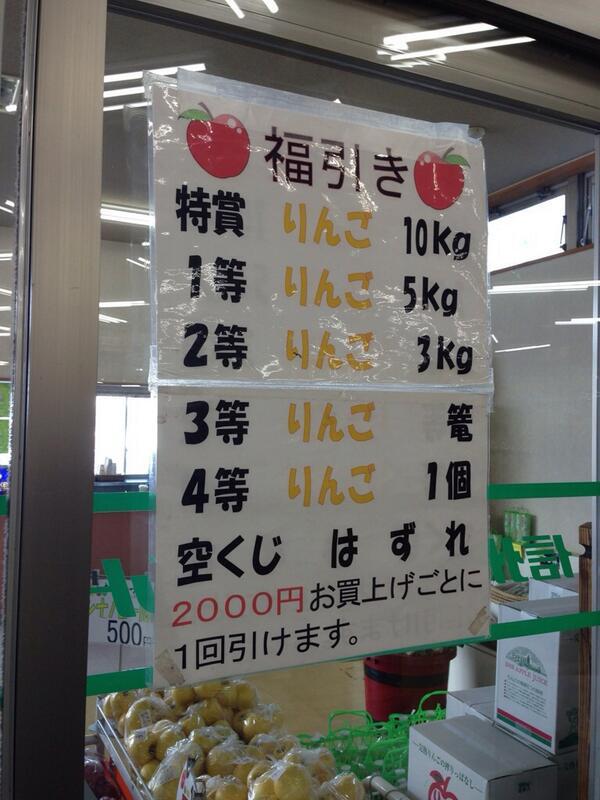 福引き
特賞 りんご 10Kg
1等 りんご 5Kg
2等 りんご 3Kg
3等 りんご 篭
4等 りんご 1個
空くじ はずれ
2000円お買上げごとに
1回引けます。
500円
APPLE JUICE